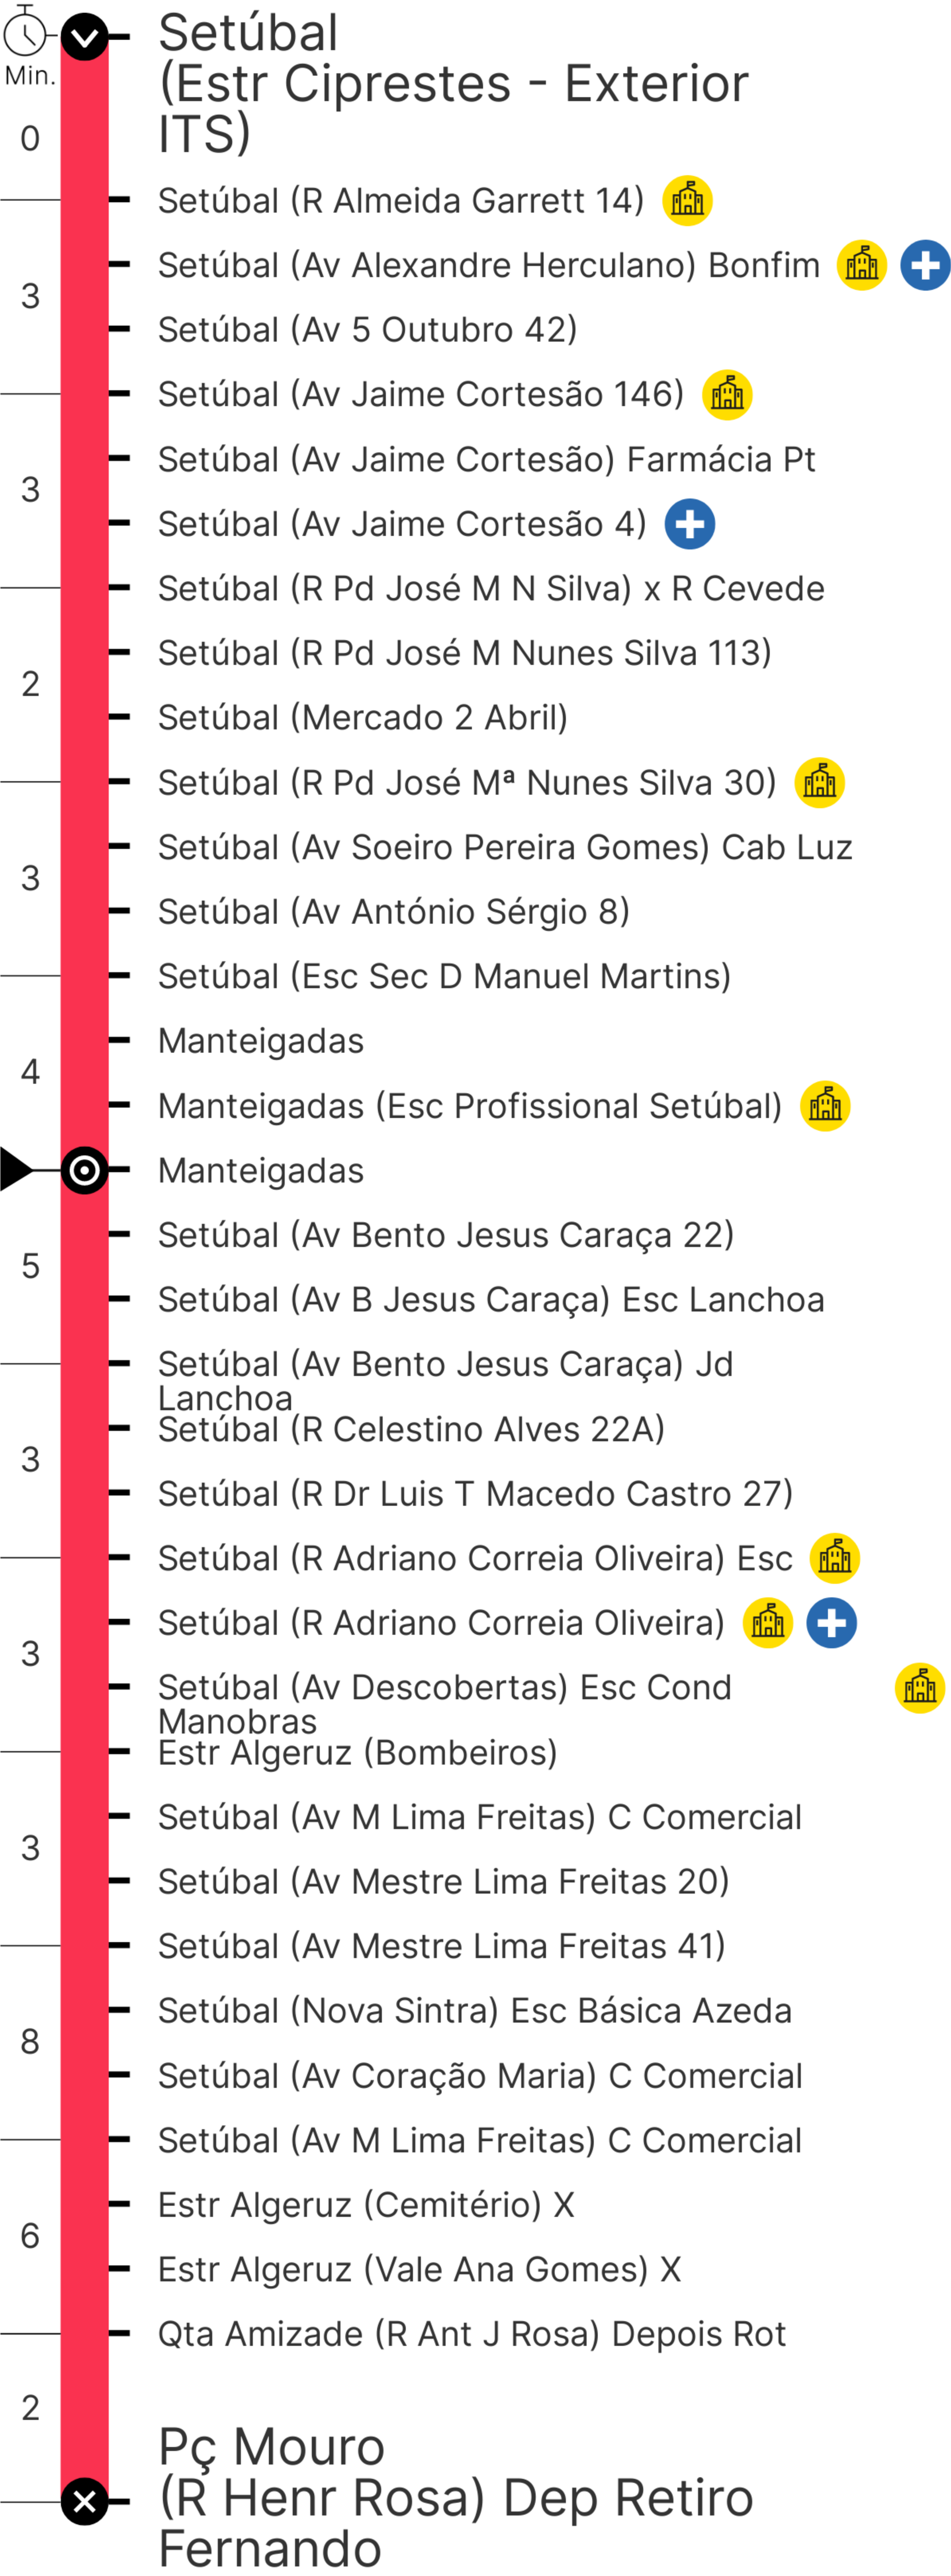 Setúbal
(Estr Ciprestes - Exterior
ITS)
Min.
0
Setúbal (R Almeida Garrett 14)
Setúbal (Av Alexandre Herculano) Bonfim
3
Setúbal (Av 5 Outubro 42)
Setúbal (Av Jaime Cortesão 146)
Setúbal (Av Jaime Cortesão) Farmácia Pt
3
Setúbal (Av Jaime Cortesão 4)
Setúbal (R Pd José M N Silva) x R Cevede
Setúbal (R Pd José M Nunes Silva 113)
2
Setúbal (Mercado 2 Abril)
Setúbal (R Pd José Mª Nunes Silva 30)
Setúbal (Av Soeiro Pereira Gomes) Cab Luz
3
Setúbal (Av António Sérgio 8)
Setúbal (Esc Sec D Manuel Martins)
Manteigadas
4
Manteigadas (Esc Profissional Setúbal)
Manteigadas
Setúbal (Av Bento Jesus Caraça 22)
5
Setúbal (Av B Jesus Caraça) Esc Lanchoa
Setúbal (Av Bento Jesus Caraça) Jd
Lanchoa
Setúbal (R Celestino Alves 22A)
3
Setúbal (R Dr Luis T Macedo Castro 27)
Setúbal (R Adriano Correia Oliveira) Esc
Setúbal (R Adriano Correia Oliveira)
3
Setúbal (Av Descobertas) Esc Cond
Manobras
Estr Algeruz (Bombeiros)
Setúbal (Av M Lima Freitas) C Comercial
3
Setúbal (Av Mestre Lima Freitas 20)
Setúbal (Av Mestre Lima Freitas 41)
Setúbal (Nova Sintra) Esc Básica Azeda
8
Setúbal (Av Coração Maria) C Comercial
Setúbal (Av M Lima Freitas) C Comercial
Estr Algeruz (Cemitério) X
6
Estr Algeruz (Vale Ana Gomes) X
Qta Amizade (R Ant J Rosa) Depois Rot
2
Pç Mouro
(R Henr Rosa) Dep Retiro
Fernando